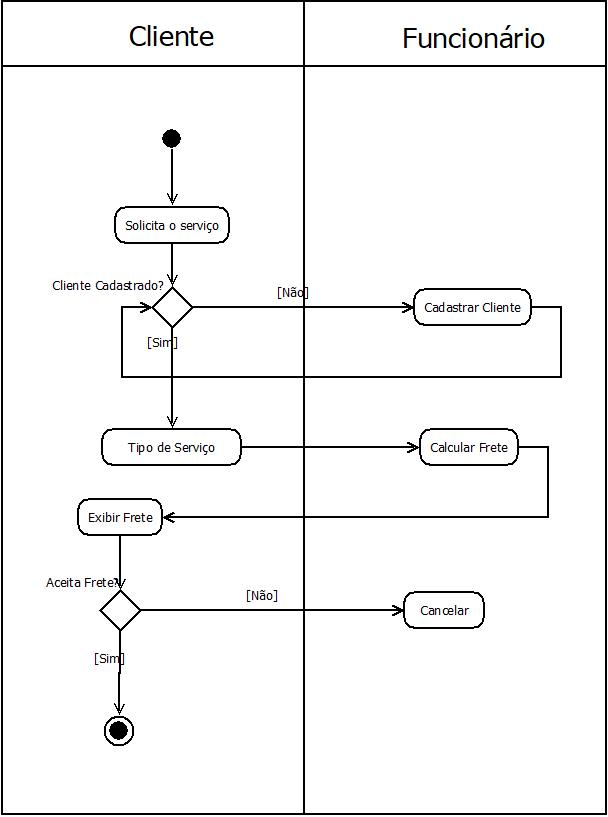 Cliente
Funcionário
Solicita o serviço
Cliente Cadastrado?
[Não]
Cadastrar Cliente
[Sim]
Tipo de Serviço
Calcular Frete
Exibir Frete
Aceita Frete?
[Não]
Cancelar
[Sim]